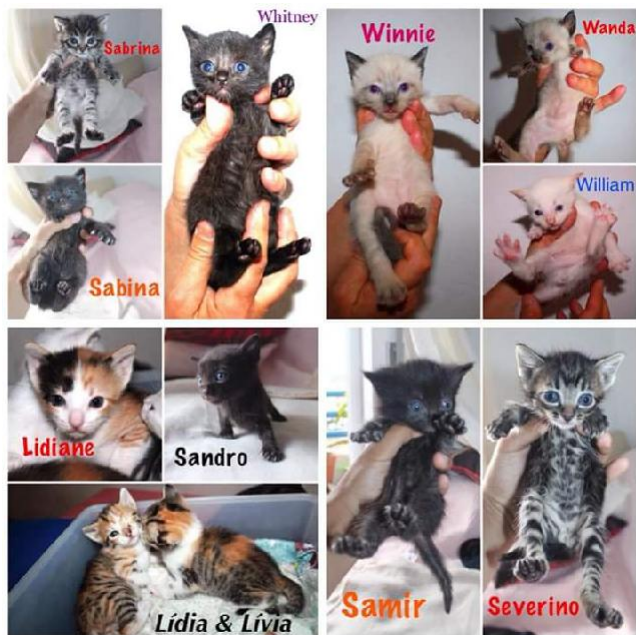 Sabrina
Whitney
Winnie
Wanda
Sabina
William
Lidiane
Sandro
Lídia & Lívia
Samir
Severino